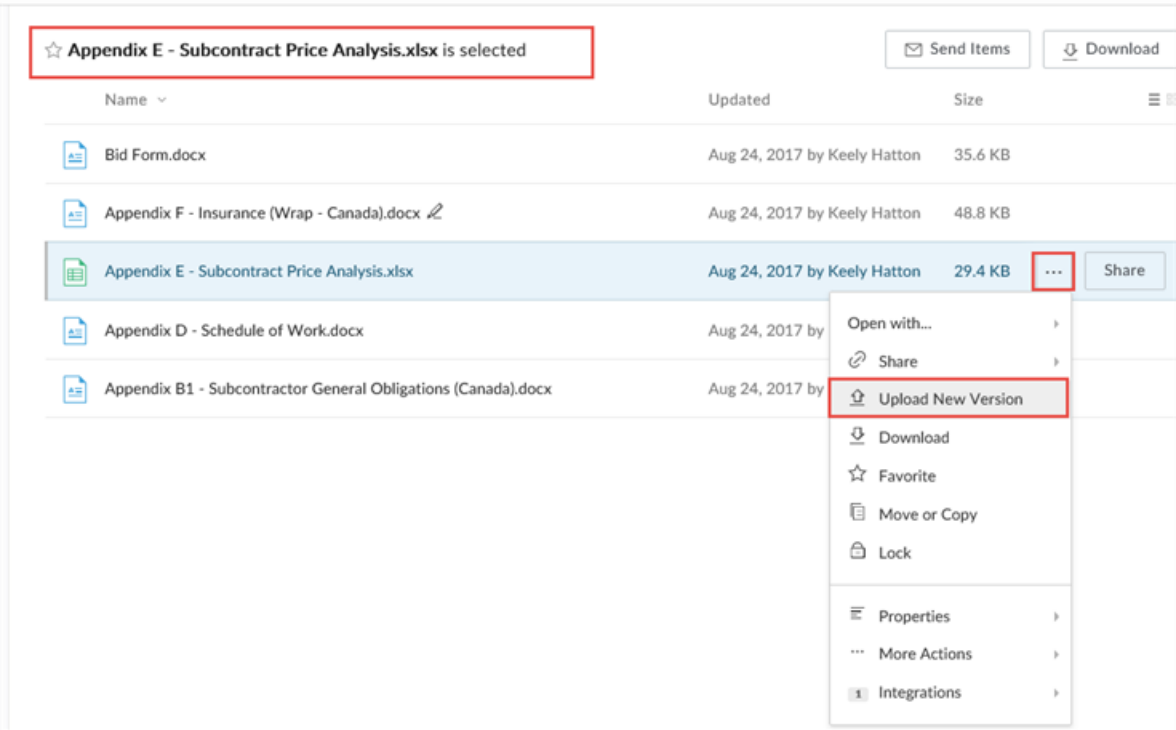 Appendix E - Subcontract Price Analysis.xlsx is selected Send Items Download
Name Updated Size
Bid Form.docx Aug 24, 2017 by Keely Hatton 35.6 KB
Appendix F - Insurance (Wrap - Canada).docx Aug 24, 2017 by Keely Hatton 48.8 KB
Appendix E - Subcontract Price Analysis.xlsx Aug 24, 2017 by Keely Hatton 29.4 KB ... Share
Open with...
Appendix D - Schedule of Work.docx Aug 24, 2017 by
Share
Appendix B1 - Subcontractor General Obligations (Canada).docx Aug 24, 2017 by
Upload New Version
Download
Favorite
Move or Copy
Lock
Properties
More Actions
1 Integrations